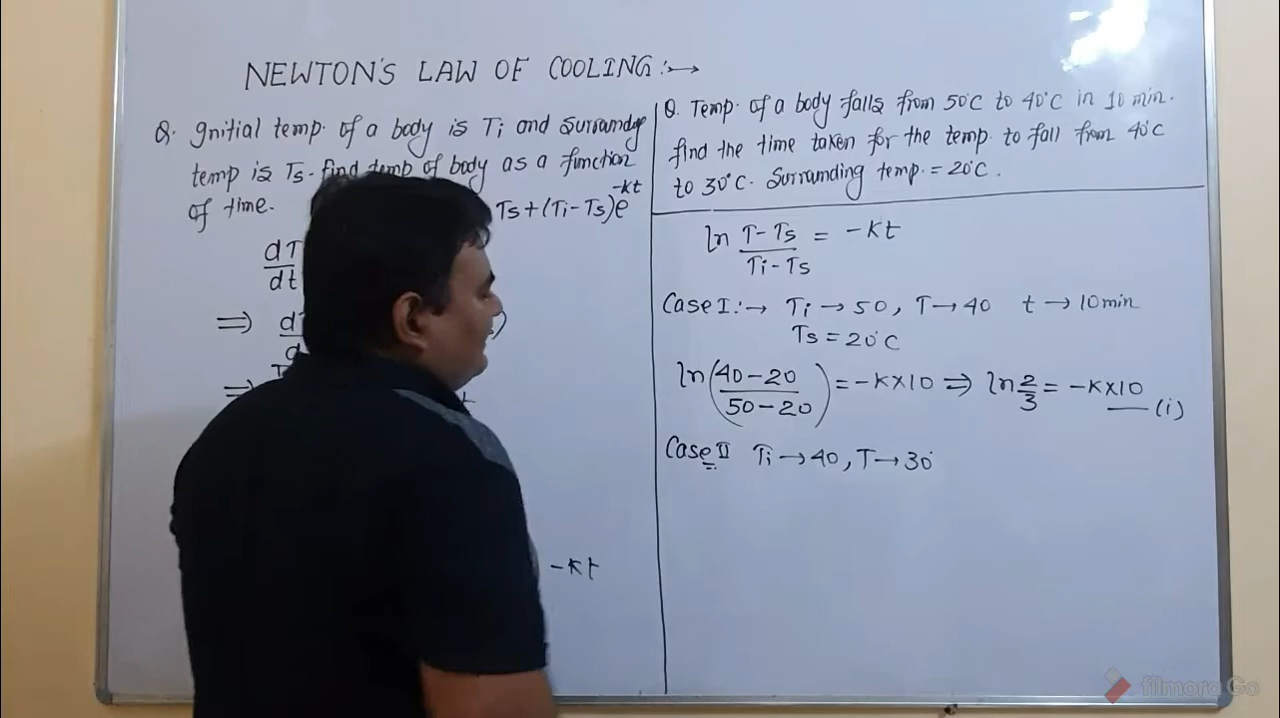 NEWTON'S LAW OF COOLING :→
Q. Initial temp. of a body is Ti and surrounding
temp is Ts. find temp of body as a function
of time.
Ts+(Ti-Ts)e^-kt
dT
dt
⇒ d
-kt
Q. Temp. of a body falls from 50°C to 40°C in 10 min.
find the time taken for the temp. to fall from 40°C
to 30°C. Surrounding temp. = 20°C.
ln T-Ts/Ti-Ts = -Kt
Case I:→ Ti→50, T→40 t→10min
Ts=20°C
ln(40-20/50-20)=-K×10 ⇒ ln 2/3 = -K×10 —(i)
Case II Ti→40, T→30
filmora Go